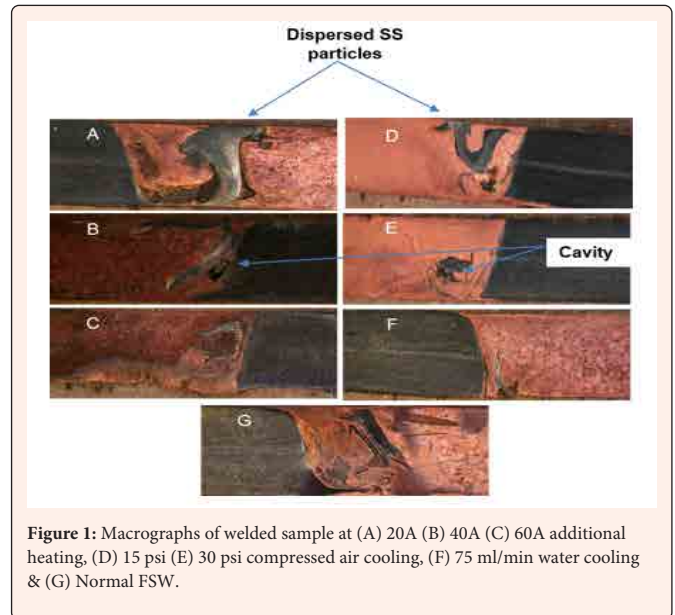 Dispersed SS
particles
A
D
B
E
Cavity
C
F
G
Figure 1: Macrographs of welded sample at (A) 20A (B) 40A (C) 60A additional
heating, (D) 15 psi (E) 30 psi compressed air cooling, (F) 75 ml/min water cooling
& (G) Normal FSW.